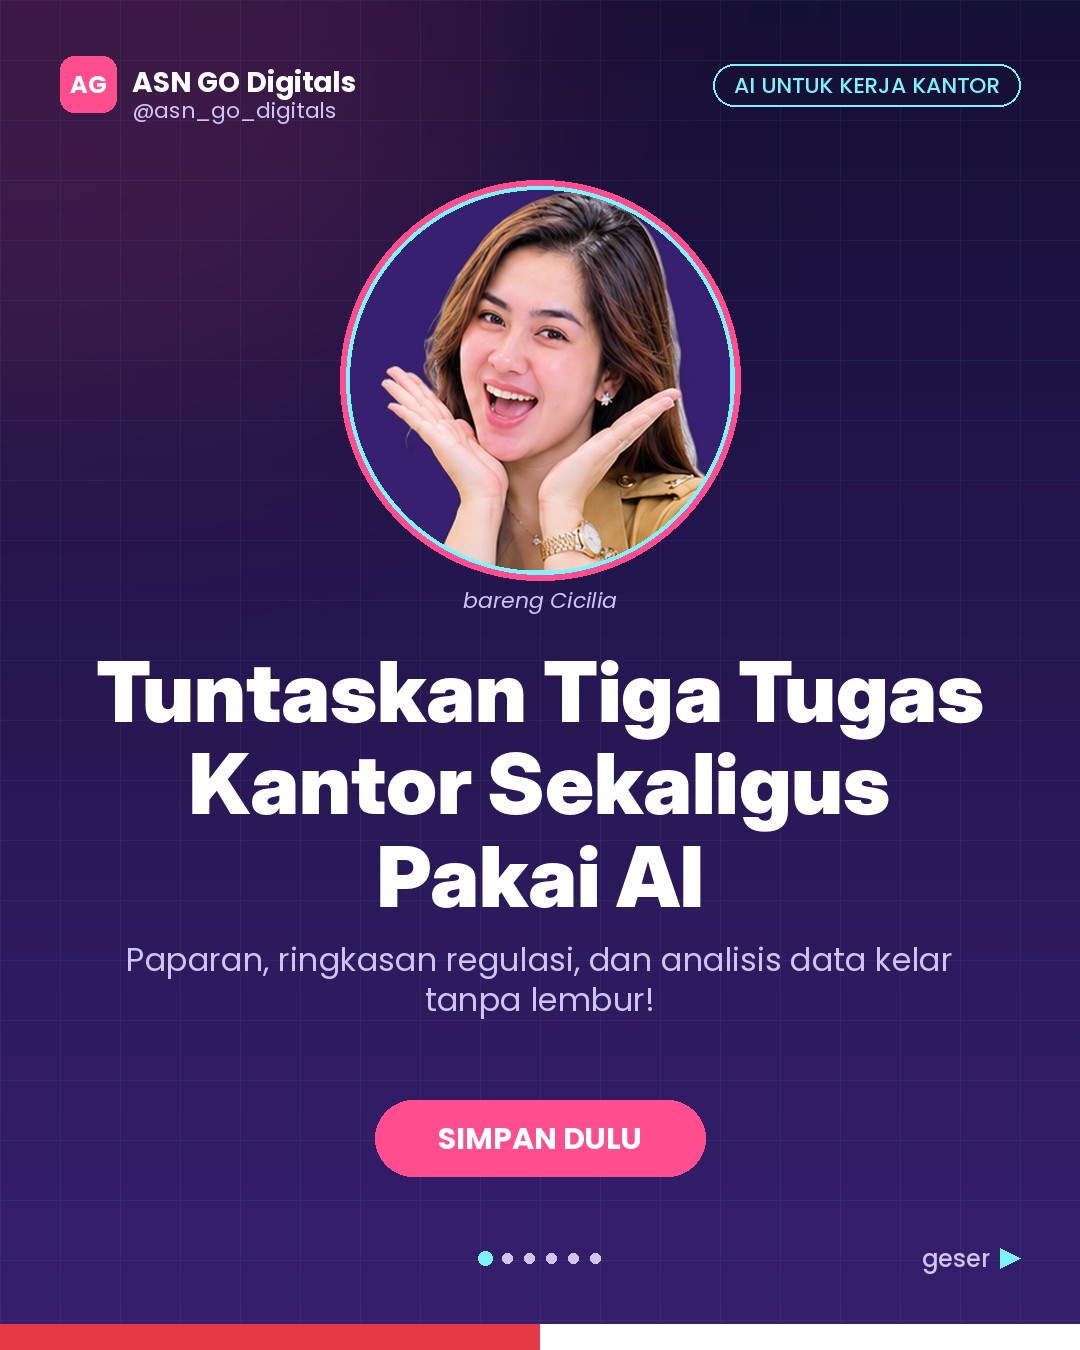 AG
ASN GO Digitals
@asn_go_digitals
AI UNTUK KERJA KANTOR
bareng Cicilia
Tuntaskan Tiga Tugas
Kantor Sekaligus
Pakai AI
Paparan, ringkasan regulasi, dan analisis data kelar
tanpa lembur!
SIMPAN DULU
geser